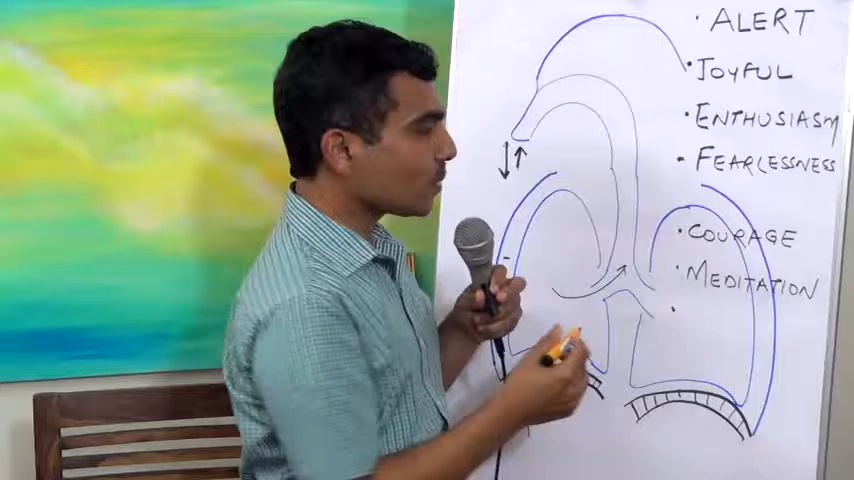 • ALERT
• JOYFUL
• ENTHUSIASM
• FEARLESSNESS
• COURAGE
• MEDITATION